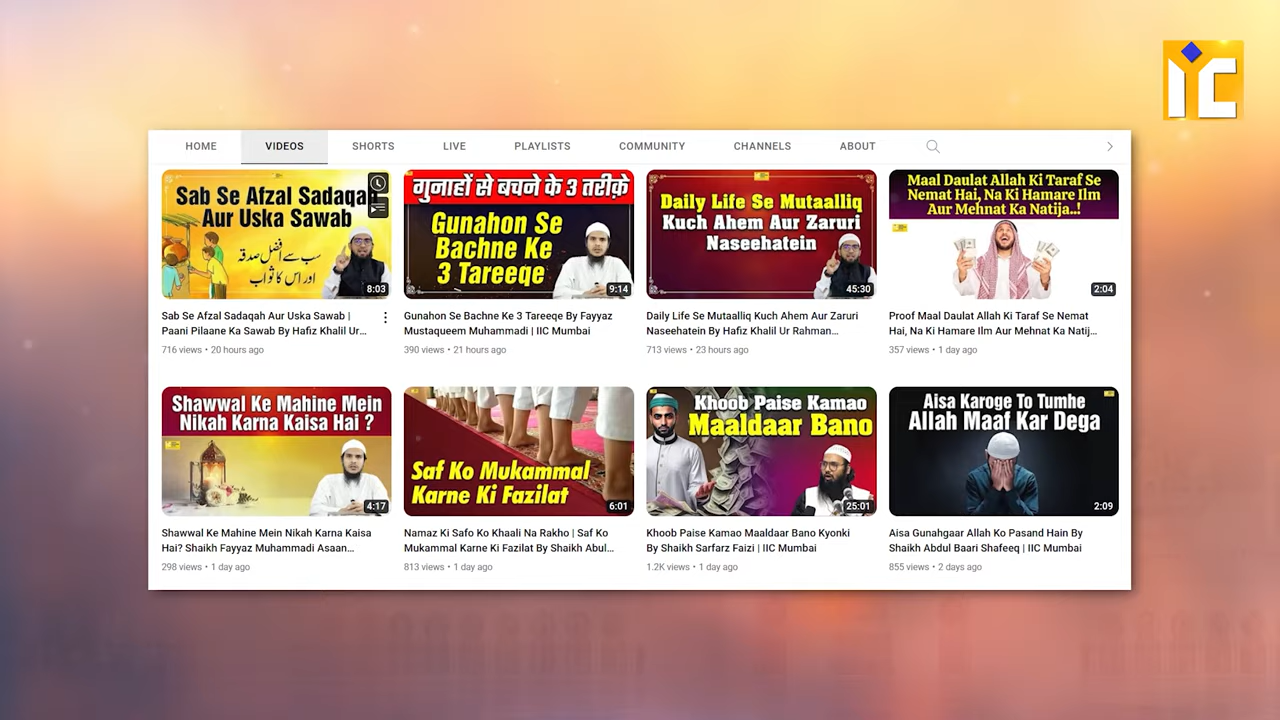 IIC
HOME VIDEOS SHORTS LIVE PLAYLISTS COMMUNITY CHANNELS ABOUT
Sab Se Afzal Sadaqah
Aur Uska Sawab
سب سے افضل صدقہ
اور اس کا ثواب
8:03
गुनाहों से बचने के 3 तरीक़े
Gunahon Se
Bachne Ke
3 Tareeqe
9:14
Daily Life Se Mutaalliq
Kuch Ahem Aur Zaruri
Naseehatein
45:30
Maal Daulat Allah Ki Taraf Se
Nemat Hai, Na Ki Hamare Ilm
Aur Mehnat Ka Natija..!
2:04
Sab Se Afzal Sadaqah Aur Uska Sawab |
Paani Pilaane Ka Sawab By Hafiz Khalil Ur...
716 views • 20 hours ago
Gunahon Se Bachne Ke 3 Tareeqe By Fayyaz
Mustaqueem Muhammadi | IIC Mumbai
390 views • 21 hours ago
Daily Life Se Mutaalliq Kuch Ahem Aur Zaruri
Naseehatein By Hafiz Khalil Ur Rahman...
713 views • 23 hours ago
Proof Maal Daulat Allah Ki Taraf Se Nemat
Hai, Na Ki Hamare Ilm Aur Mehnat Ka Natij...
357 views • 1 day ago
Shawwal Ke Mahine Mein
Nikah Karna Kaisa Hai ?
4:17
Saf Ko Mukammal
Karne Ki Fazilat
6:01
Khoob Paise Kamao
Maaldaar Bano
25:01
Aisa Karoge To Tumhe
Allah Maaf Kar Dega
2:09
Shawwal Ke Mahine Mein Nikah Karna Kaisa
Hai? Shaikh Fayyaz Muhammadi Asaan...
298 views • 1 day ago
Namaz Ki Safo Ko Khaali Na Rakho | Saf Ko
Mukammal Karne Ki Fazilat By Shaikh Abul...
813 views • 1 day ago
Khoob Paise Kamao Maaldaar Bano Kyonki
By Shaikh Sarfarz Faizi | IIC Mumbai
1.2K views • 1 day ago
Aisa Gunahgaar Allah Ko Pasand Hain By
Shaikh Abdul Baari Shafeeq | IIC Mumbai
855 views • 2 days ago